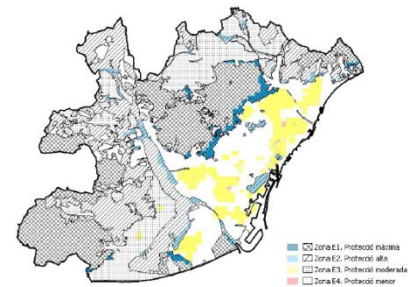 Zona E1. Protecció màxima
Zona E2. Protecció alta
Zona E3. Protecció moderada
Zona E4. Protecció menor